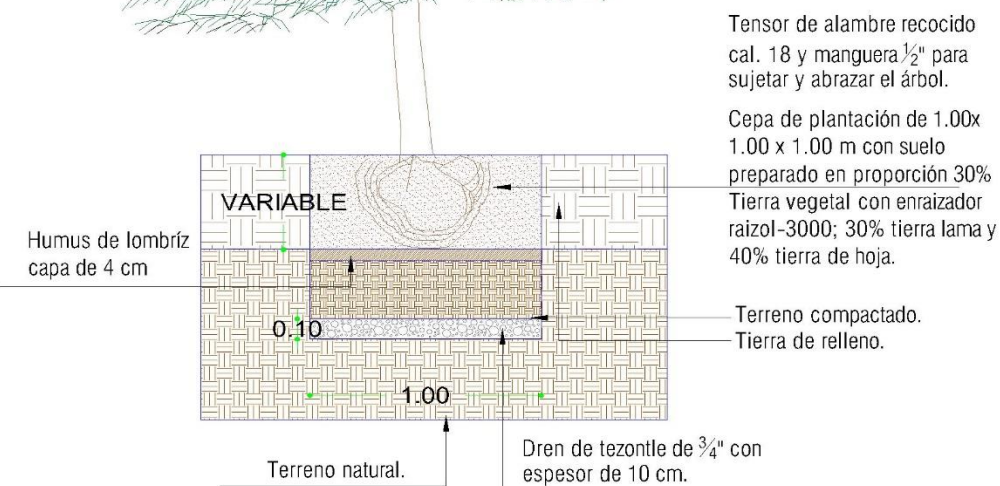 Tensor de alambre recocido
cal. 18 y manguera ½" para
sujetar y abrazar el árbol.
Cepa de plantación de 1.00x
1.00 x 1.00 m con suelo
preparado en proporción 30%
Tierra vegetal con enraizador
raizol-3000; 30% tierra lama y
40% tierra de hoja.
VARIABLE
Humus de lombríz
capa de 4 cm
0.10
Terreno compactado.
Tierra de relleno.
1.00
Dren de tezontle de ¾" con
espesor de 10 cm.
Terreno natural.